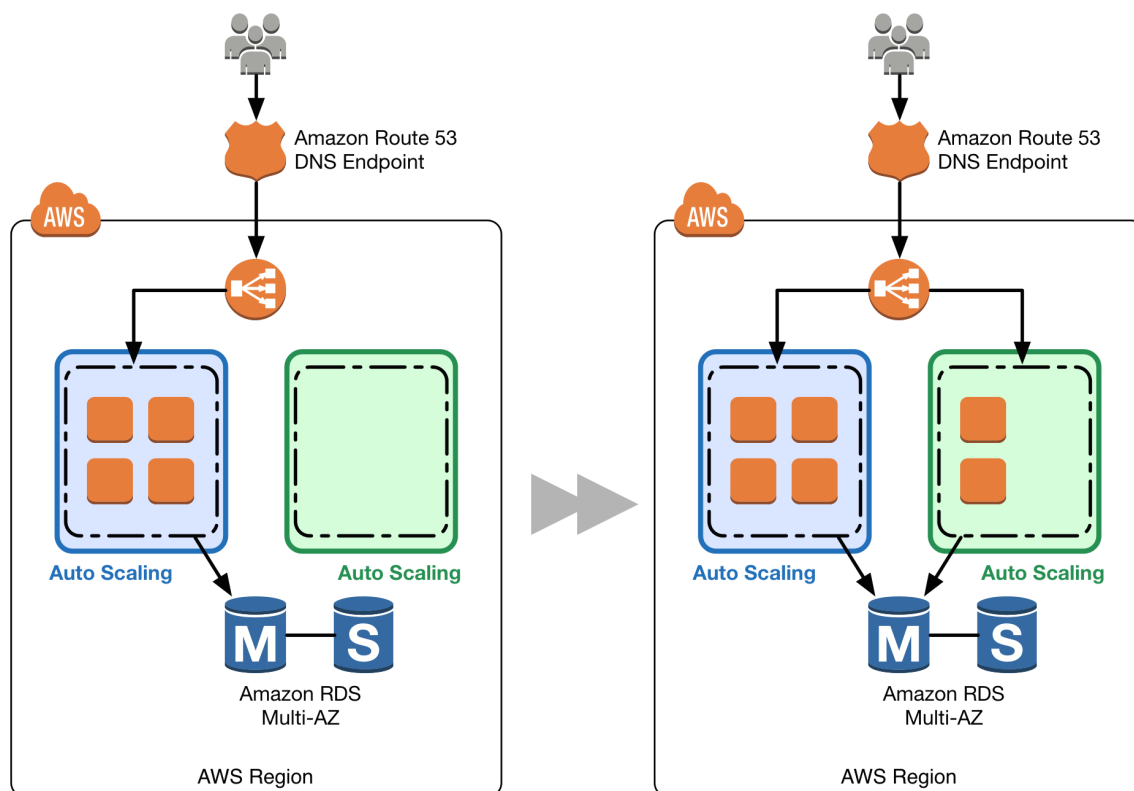 Amazon Route 53
DNS Endpoint
AWS
Auto Scaling
Auto Scaling
M
S
Amazon RDS
Multi-AZ
AWS Region
Amazon Route 53
DNS Endpoint
AWS
Auto Scaling
Auto Scaling
M
S
Amazon RDS
Multi-AZ
AWS Region